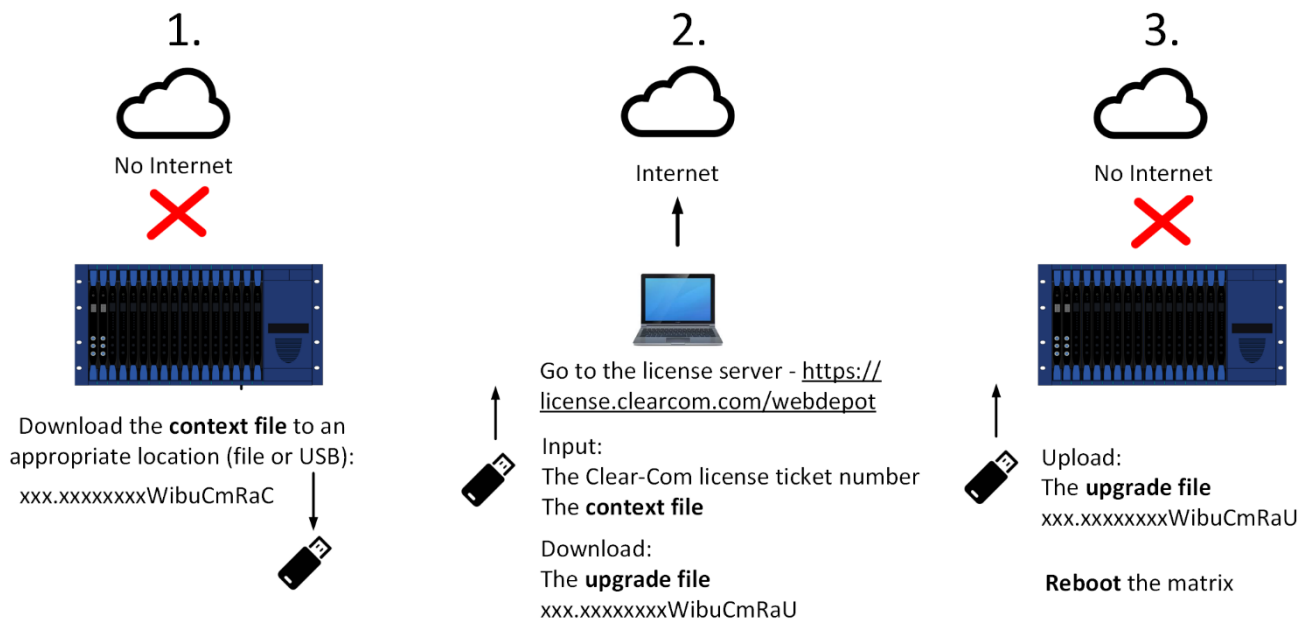 1.
No Internet
Download the context file to an
appropriate location (file or USB):
xxx.xxxxxxxxWibuCmRaC
2.
Internet
Go to the license server - https://
license.clearcom.com/webdepot
Input:
The Clear-Com license ticket number
The context file
Download:
The upgrade file
xxx.xxxxxxxxWibuCmRaU
3.
No Internet
Upload:
The upgrade file
xxx.xxxxxxxxWibuCmRaU
Reboot the matrix